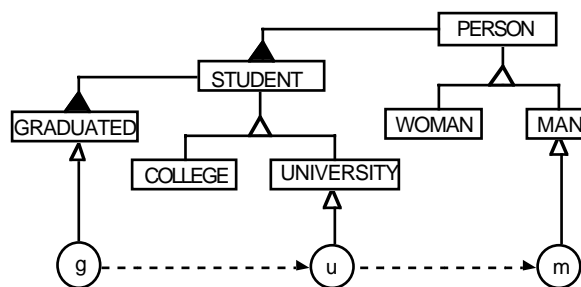 PERSON
STUDENT
GRADUATED
WOMAN
MAN
COLLEGE
UNIVERSITY
g
u
m